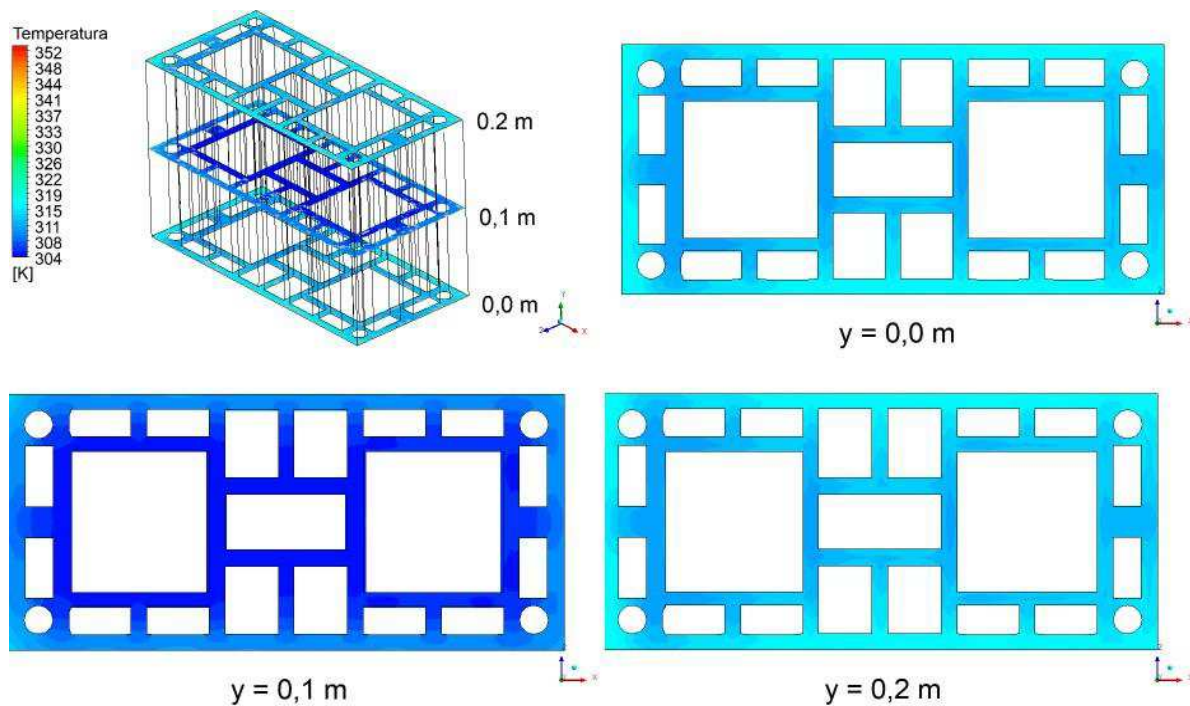 Temperatura
352
348
344
341
337
333
330
326
322
319
315
311
308
304
[K]
0.2 m
0,1 m
0,0 m
Y
Z
X
y = 0,0 m
Z
y = 0,1 m
Z
X
y = 0,2 m
Z